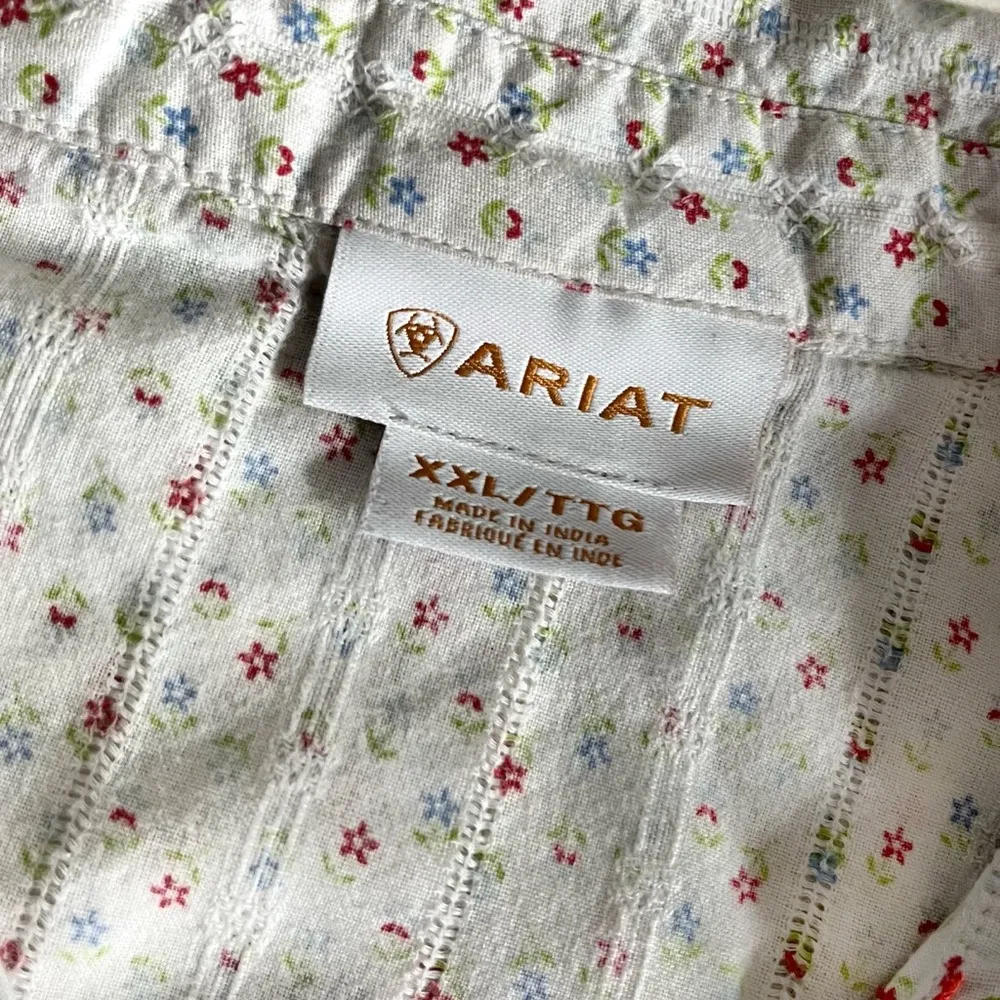 ARIAT
XXL/TTG
MADE IN INDIA
FABRIQUÉ EN INDE